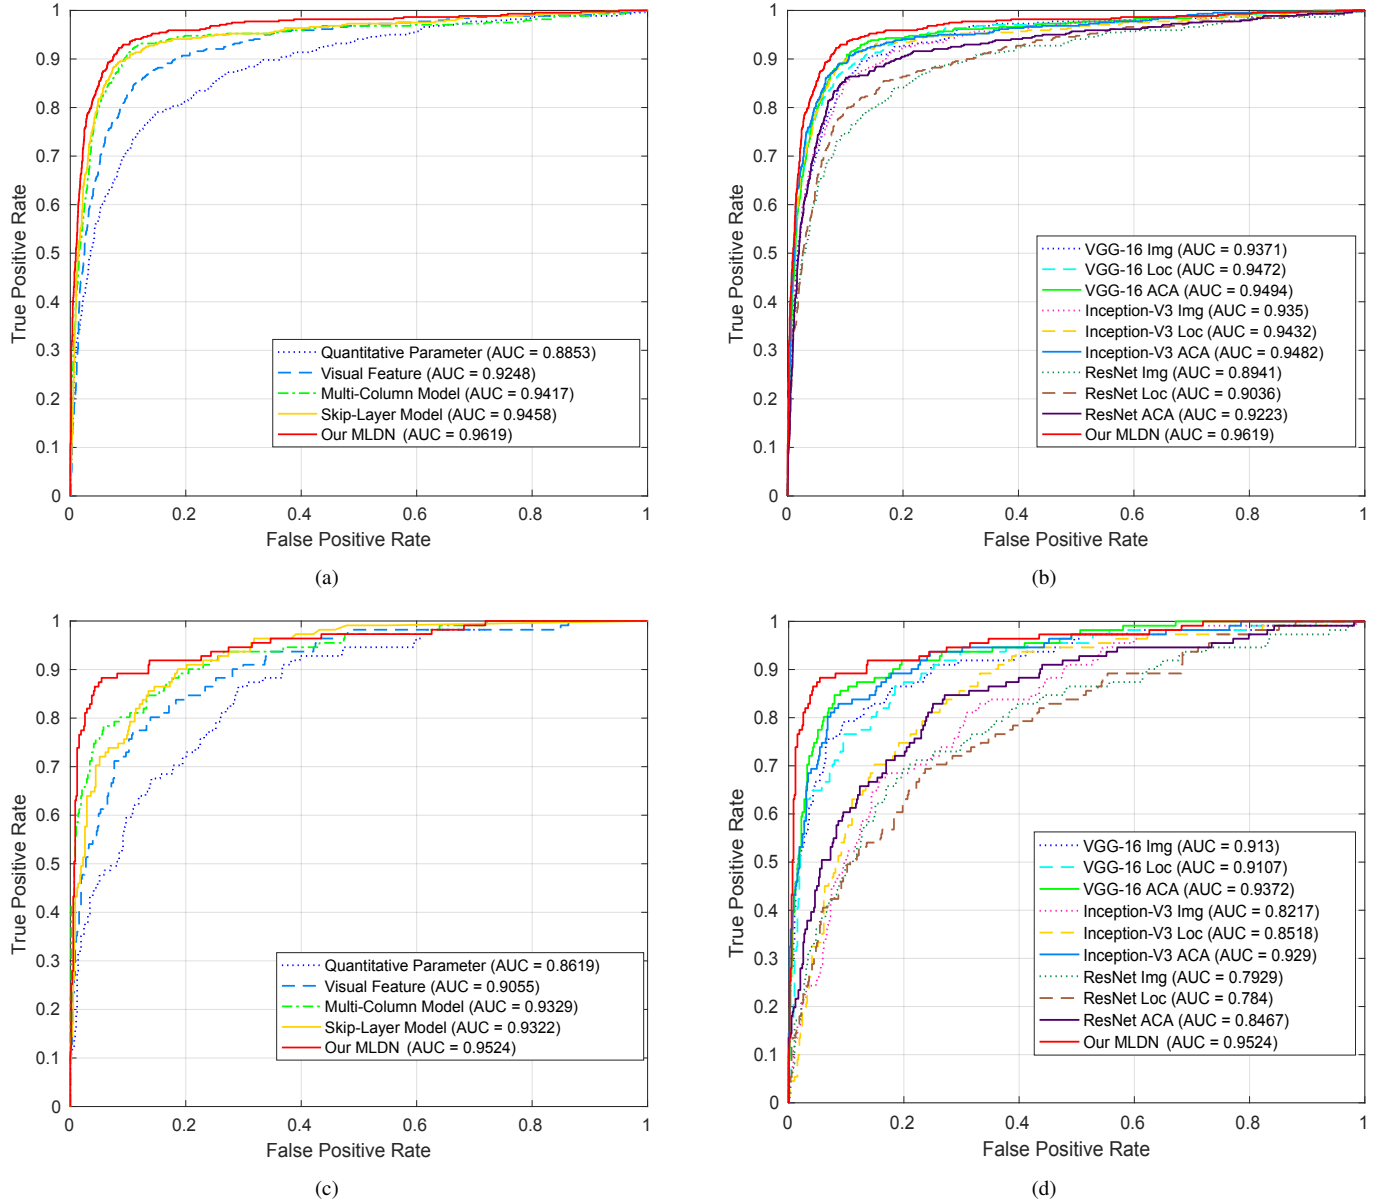 1
0.9
0.8
0.7
0.6
0.5
0.4
0.3
0.2
0.1
0
True Positive Rate
Quantitative Parameter (AUC = 0.8853)
Visual Feature (AUC = 0.9248)
Multi-Column Model (AUC = 0.9417)
Skip-Layer Model (AUC = 0.9458)
Our MLDN (AUC = 0.9619)
0 0.2 0.4 0.6 0.8 1
False Positive Rate
(a)
1
0.9
0.8
0.7
0.6
0.5
0.4
0.3
0.2
0.1
0
True Positive Rate
VGG-16 Img (AUC = 0.9371)
VGG-16 Loc (AUC = 0.9472)
VGG-16 ACA (AUC = 0.9494)
Inception-V3 Img (AUC = 0.935)
Inception-V3 Loc (AUC = 0.9432)
Inception-V3 ACA (AUC = 0.9482)
ResNet Img (AUC = 0.8941)
ResNet Loc (AUC = 0.9036)
ResNet ACA (AUC = 0.9223)
Our MLDN (AUC = 0.9619)
0 0.2 0.4 0.6 0.8 1
False Positive Rate
(b)
1
0.9
0.8
0.7
0.6
0.5
0.4
0.3
0.2
0.1
0
True Positive Rate
Quantitative Parameter (AUC = 0.8619)
Visual Feature (AUC = 0.9055)
Multi-Column Model (AUC = 0.9329)
Skip-Layer Model (AUC = 0.9322)
Our MLDN (AUC = 0.9524)
0 0.2 0.4 0.6 0.8 1
False Positive Rate
(c)
1
0.9
0.8
0.7
0.6
0.5
0.4
0.3
0.2
0.1
0
True Positive Rate
VGG-16 Img (AUC = 0.913)
VGG-16 Loc (AUC = 0.9107)
VGG-16 ACA (AUC = 0.9372)
Inception-V3 Img (AUC = 0.8217)
Inception-V3 Loc (AUC = 0.8518)
Inception-V3 ACA (AUC = 0.929)
ResNet Img (AUC = 0.7929)
ResNet Loc (AUC = 0.784)
ResNet ACA (AUC = 0.8467)
Our MLDN (AUC = 0.9524)
0 0.2 0.4 0.6 0.8 1
False Positive Rate
(d)